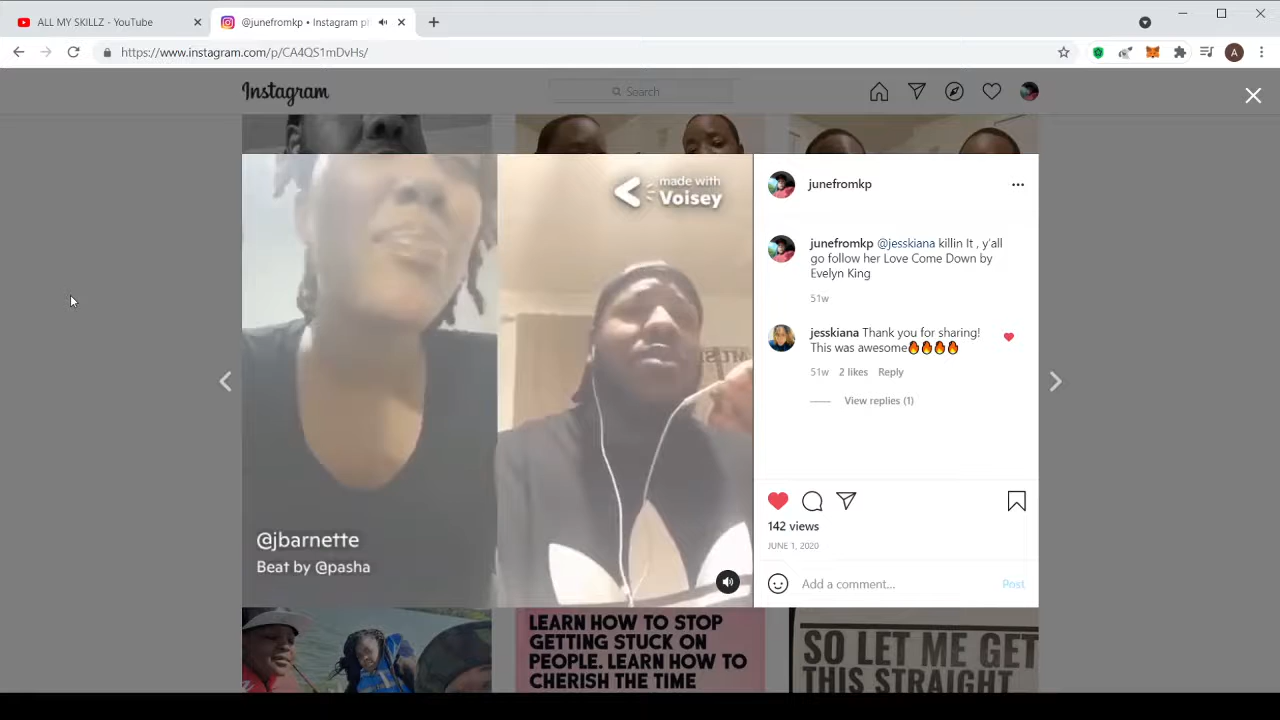 ALL MY SKILLZ - YouTube
@junefromkp • Instagram ph
https://www.instagram.com/p/CA4QS1mDvHs/
A
Instagram
Search
made with
Voisey
@jbarnette
Beat by @pasha
junefromkp
junefromkp @jesskiana killin It , y'all
go follow her Love Come Down by
Evelyn King
51w
jesskiana Thank you for sharing!
This was awesome🔥🔥🔥🔥
51w 2 likes Reply
View replies (1)
142 views
JUNE 1, 2020
Add a comment... Post
LEARN HOW TO STOP
GETTING STUCK ON
PEOPLE. LEARN HOW TO
CHERISH THE TIME
SO LET ME GET
THIS STRAIGHT